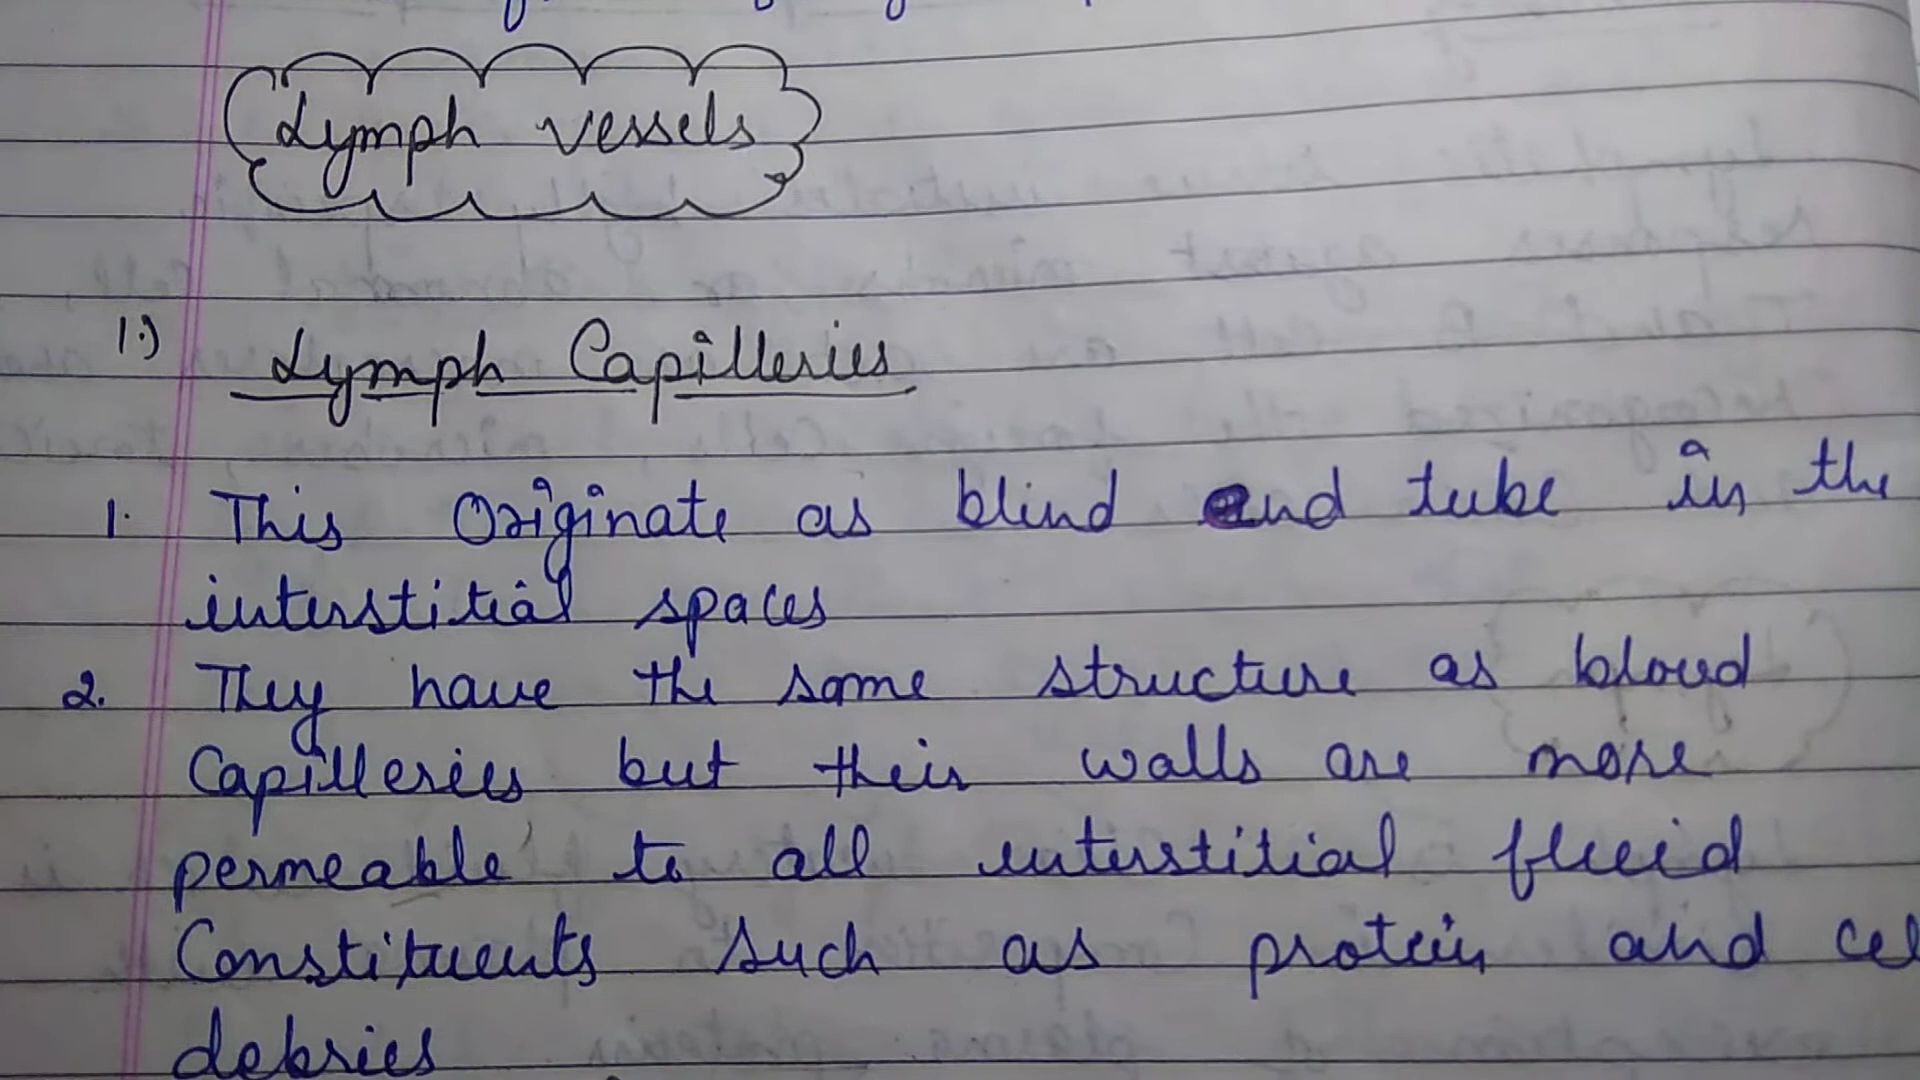 Lymph vessels
1.) Lymph Capilleries
1. This Originate as blind end tube in the
interstitial spaces
2. They have the same structure as bloud
Capilleries but their walls are more
permeable to all interstitial fluid
Constituents such as protein and cel
debries